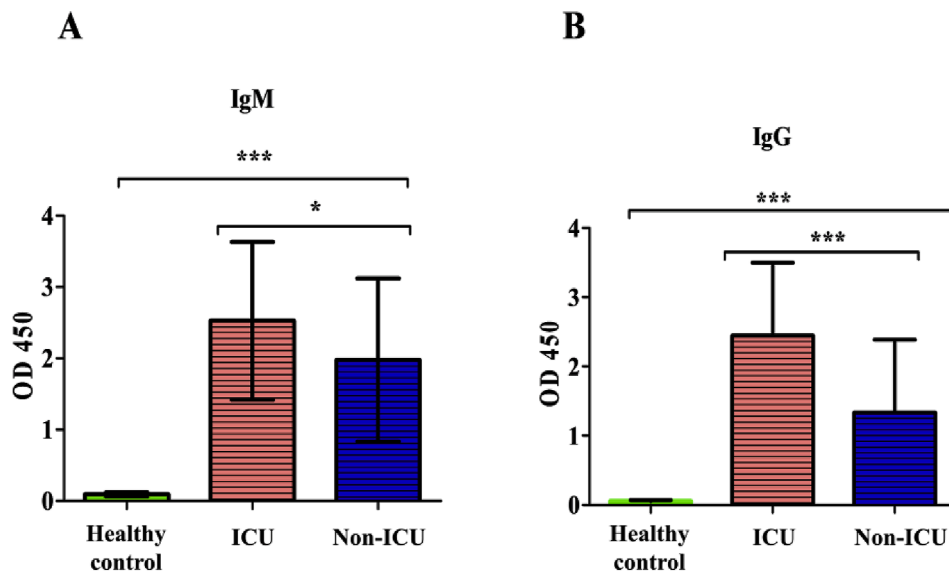 A
IgM
***
*
OD 450
4
3
2
1
0
Healthy
control
ICU
Non-ICU
B
IgG
***
***
OD 450
4
3
2
1
0
Healthy
control
ICU
Non-ICU